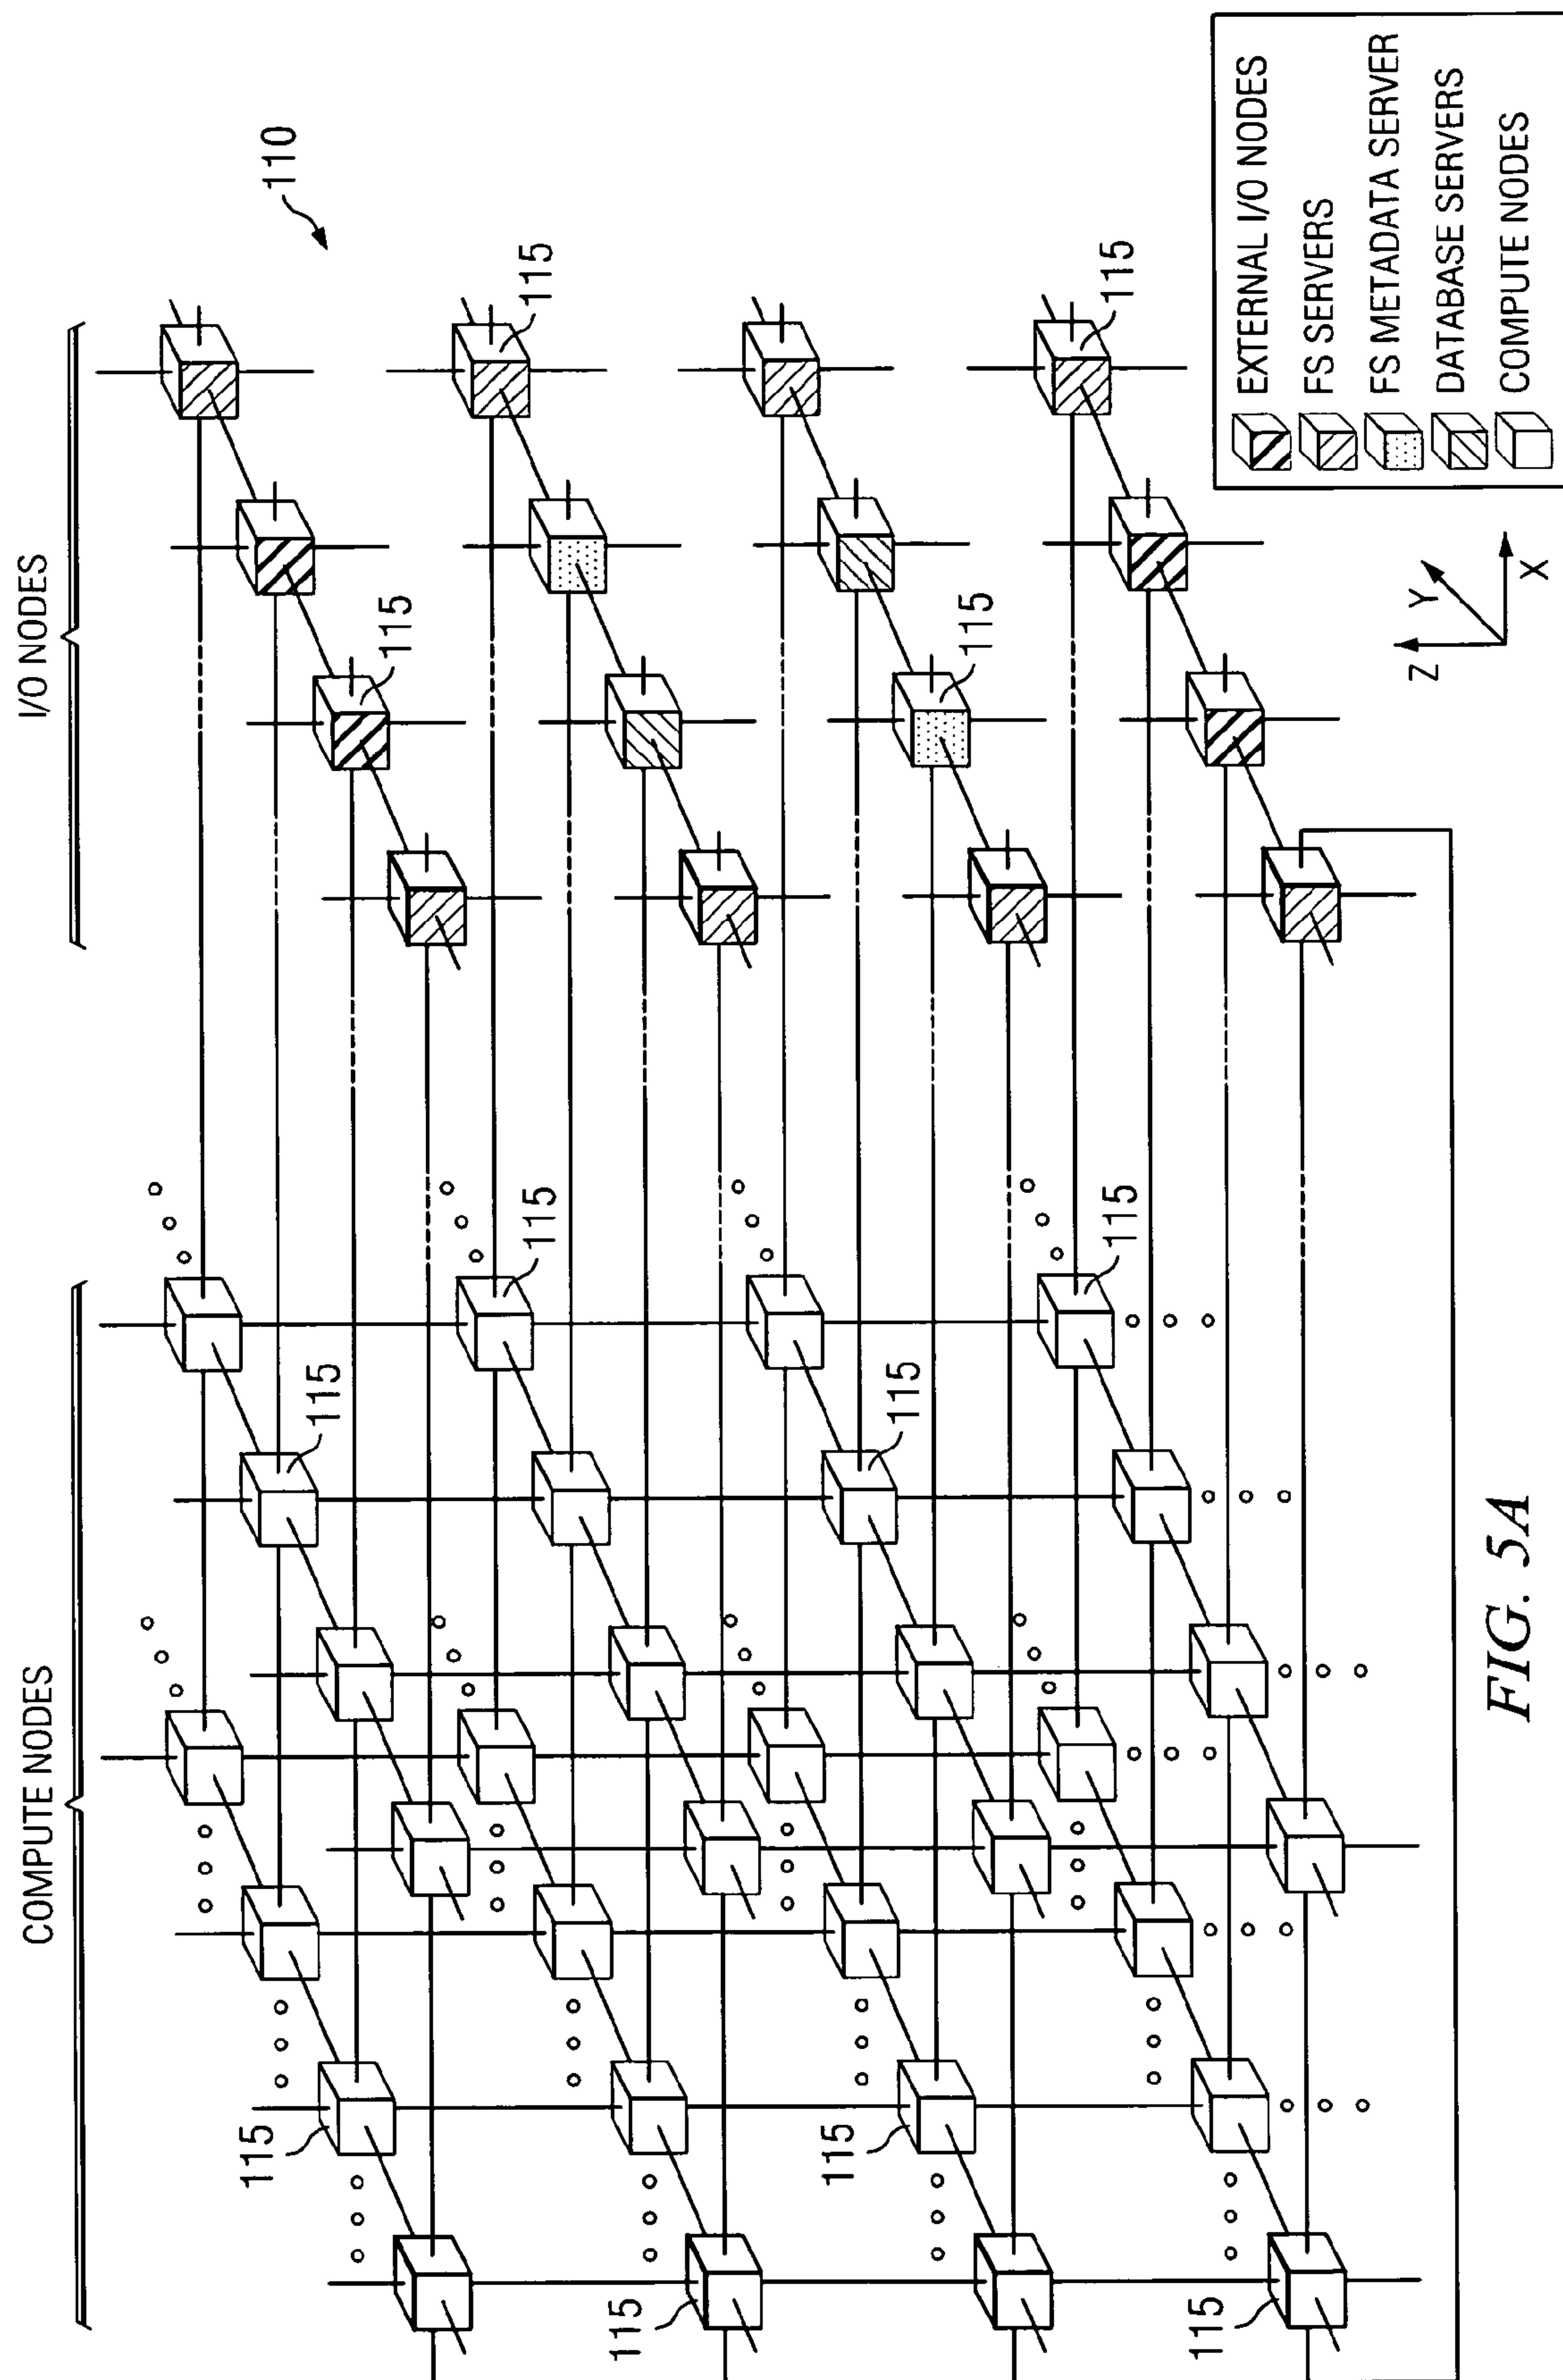 COMPUTE NODES
I/O NODES
110
115
115
115
115
115
115
115
115
115
115
115
115
115
Z
Y
X
EXTERNAL I/O NODES
FS SERVERS
FS METADATA SERVER
DATABASE SERVERS
COMPUTE NODES
FIG. 5A